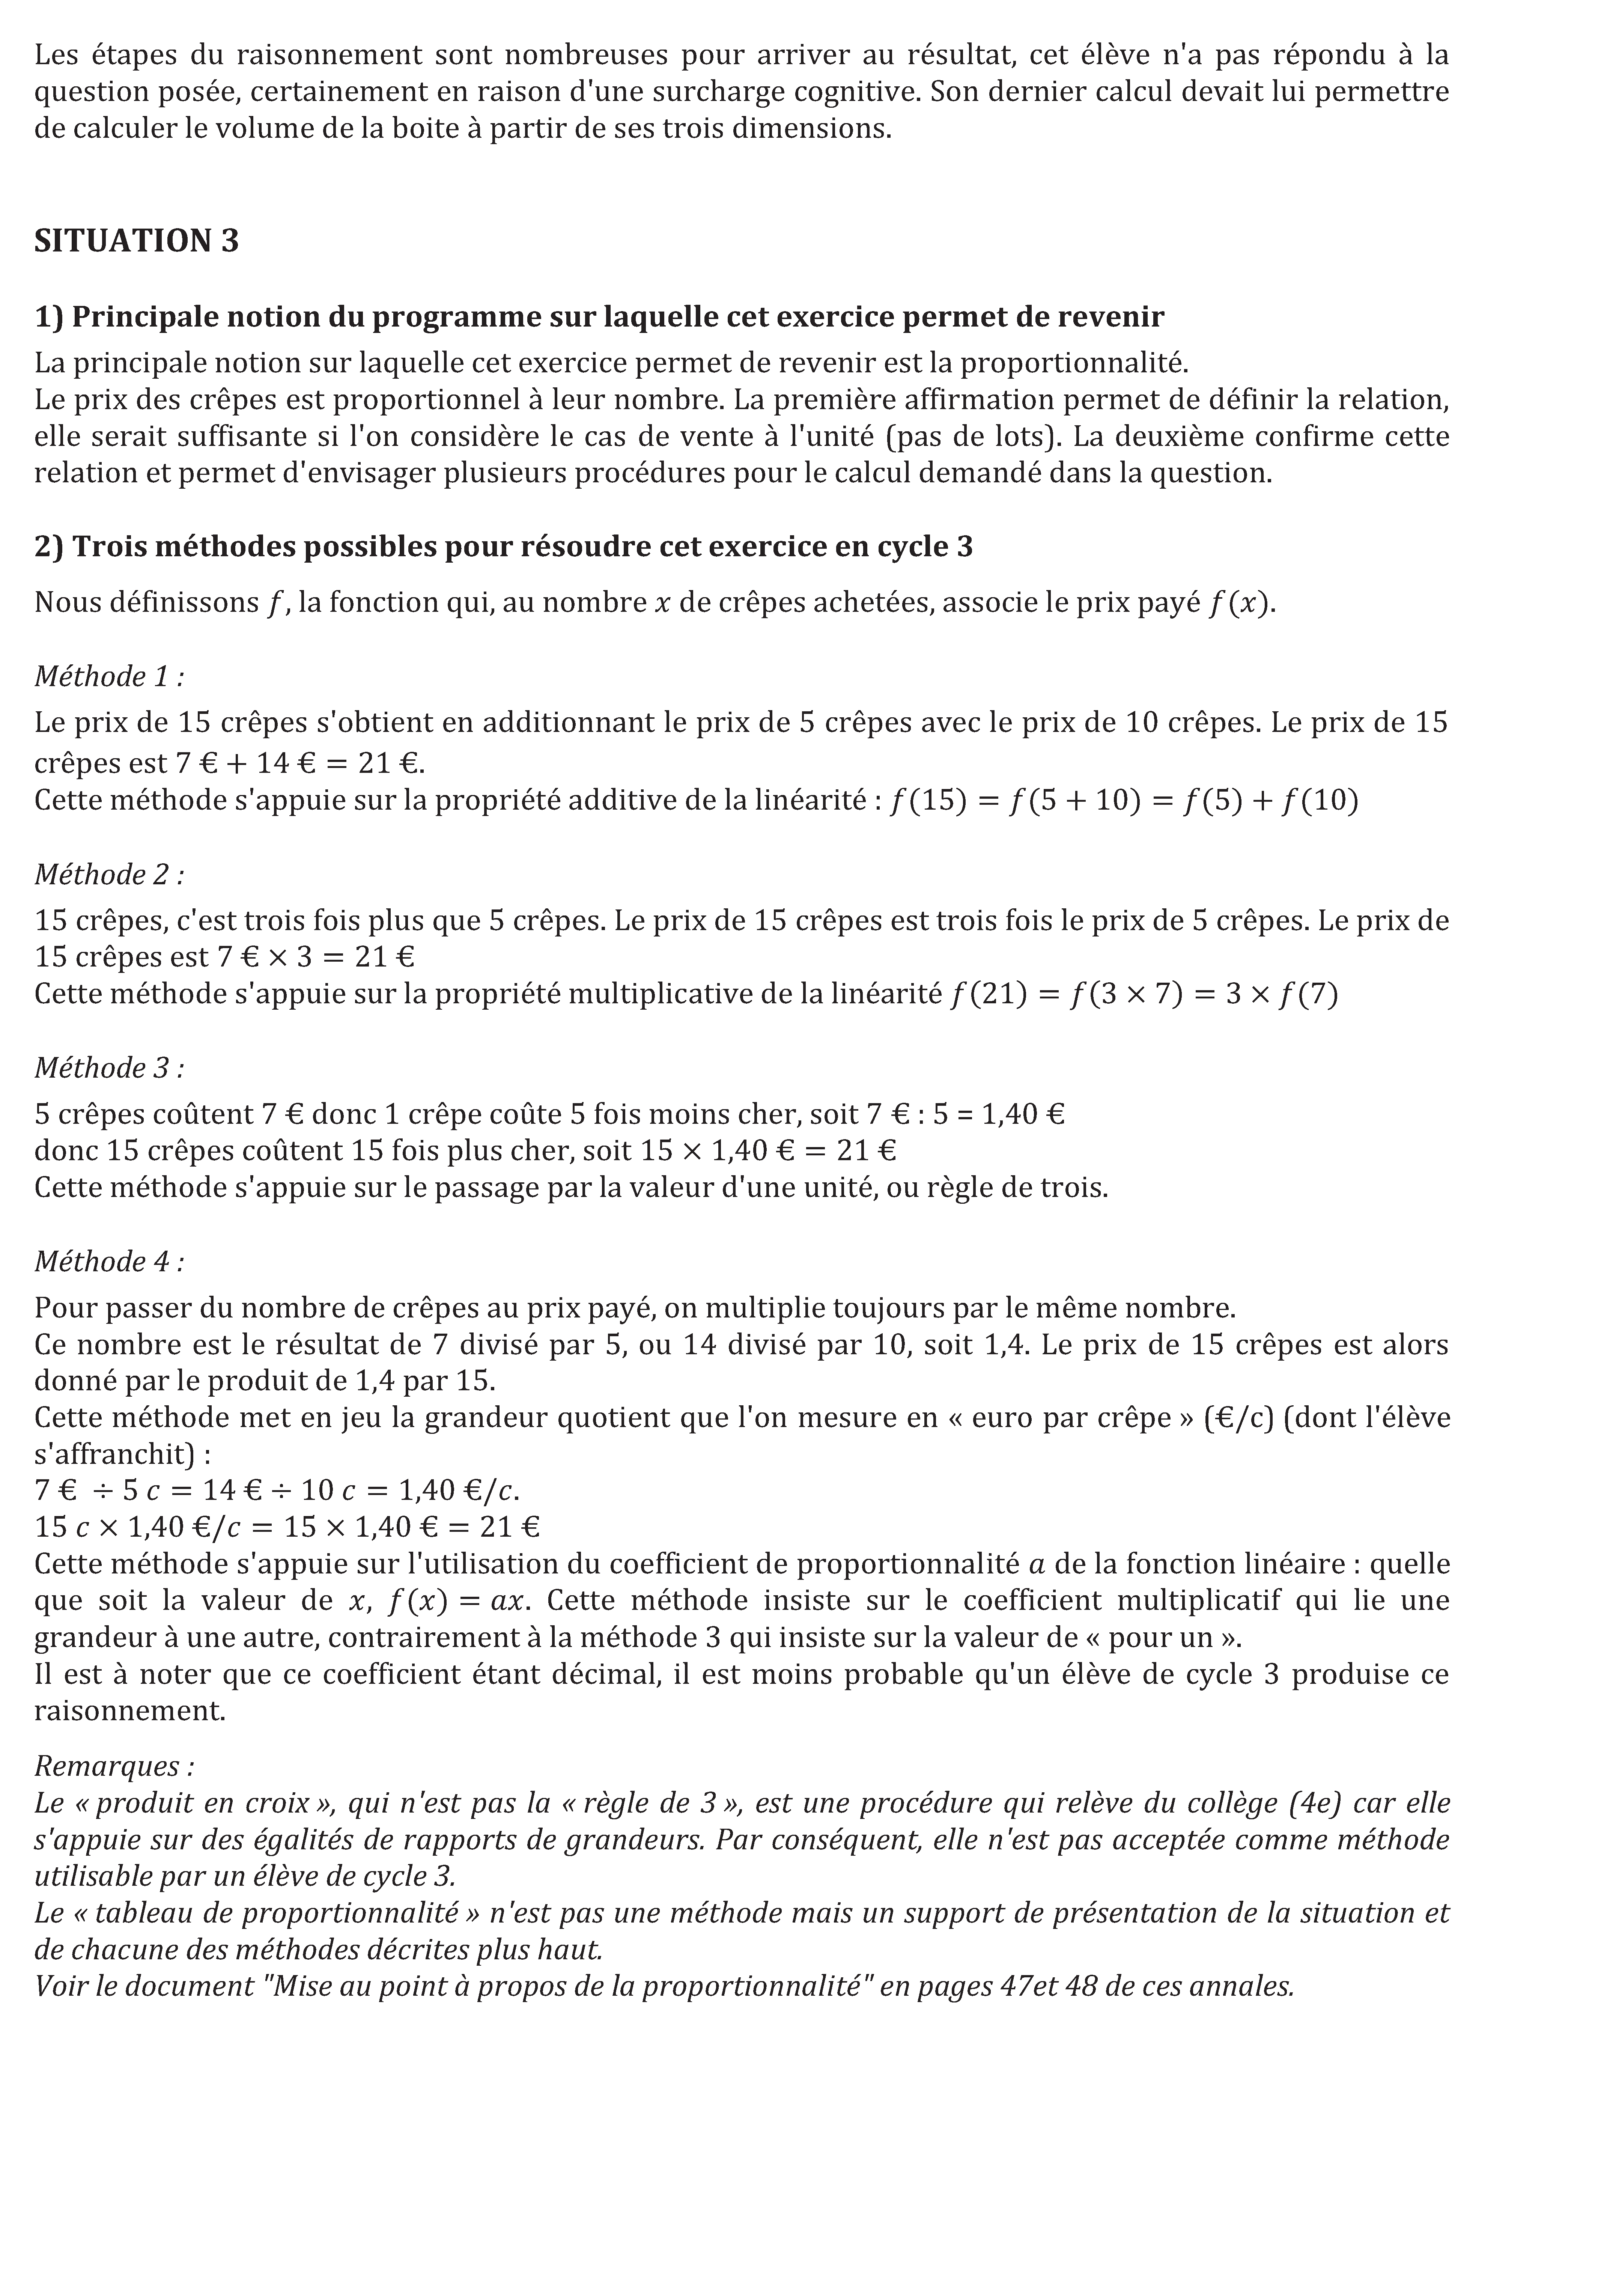 Les étapes du raisonnement sont nombreuses pour arriver au résultat, cet élève n'a pas répondu à la
question posée, certainement en raison d'une surcharge cognitive. Son dernier calcul devait lui permettre
de calculer le volume de la boite à partir de ses trois dimensions.
SITUATION 3
1) Principale notion du programme sur laquelle cet exercice permet de revenir
La principale notion sur laquelle cet exercice permet de revenir est la proportionnalité.
Le prix des crêpes est proportionnel à leur nombre. La première affirmation permet de définir la relation,
elle serait suffisante si l'on considère le cas de vente à l'unité (pas de lots). La deuxième confirme cette
relation et permet d'envisager plusieurs procédures pour le calcul demandé dans la question.
2) Trois méthodes possibles pour résoudre cet exercice en cycle 3
Nous définissons f, la fonction qui, au nombre x de crêpes achetées, associe le prix payé f(x).
Méthode 1 :
Le prix de 15 crêpes s'obtient en additionnant le prix de 5 crêpes avec le prix de 10 crêpes. Le prix de 15
crêpes est 7 € + 14 € = 21 €.
Cette méthode s'appuie sur la propriété additive de la linéarité : f(15) = f(5 + 10) = f(5) + f(10)
Méthode 2 :
15 crêpes, c'est trois fois plus que 5 crêpes. Le prix de 15 crêpes est trois fois le prix de 5 crêpes. Le prix de
15 crêpes est 7 € × 3 = 21 €
Cette méthode s'appuie sur la propriété multiplicative de la linéarité f(21) = f(3 × 7) = 3 × f(7)
Méthode 3 :
5 crêpes coûtent 7 € donc 1 crêpe coûte 5 fois moins cher, soit 7 € : 5 = 1,40 €
donc 15 crêpes coûtent 15 fois plus cher, soit 15 × 1,40 € = 21 €
Cette méthode s'appuie sur le passage par la valeur d'une unité, ou règle de trois.
Méthode 4 :
Pour passer du nombre de crêpes au prix payé, on multiplie toujours par le même nombre.
Ce nombre est le résultat de 7 divisé par 5, ou 14 divisé par 10, soit 1,4. Le prix de 15 crêpes est alors
donné par le produit de 1,4 par 15.
Cette méthode met en jeu la grandeur quotient que l'on mesure en « euro par crêpe » (€/c) (dont l'élève
s'affranchit) :
7 € ÷ 5 c = 14 € ÷ 10 c = 1,40 €/c.
15 c × 1,40 €/c = 15 × 1,40 € = 21 €
Cette méthode s'appuie sur l'utilisation du coefficient de proportionnalité a de la fonction linéaire : quelle
que soit la valeur de x, f(x) = ax. Cette méthode insiste sur le coefficient multiplicatif qui lie une
grandeur à une autre, contrairement à la méthode 3 qui insiste sur la valeur de « pour un ».
Il est à noter que ce coefficient étant décimal, il est moins probable qu'un élève de cycle 3 produise ce
raisonnement.
Remarques :
Le « produit en croix », qui n'est pas la « règle de 3 », est une procédure qui relève du collège (4e) car elle
s'appuie sur des égalités de rapports de grandeurs. Par conséquent, elle n'est pas acceptée comme méthode
utilisable par un élève de cycle 3.
Le « tableau de proportionnalité » n'est pas une méthode mais un support de présentation de la situation et
de chacune des méthodes décrites plus haut.
Voir le document "Mise au point à propos de la proportionnalité" en pages 47et 48 de ces annales.